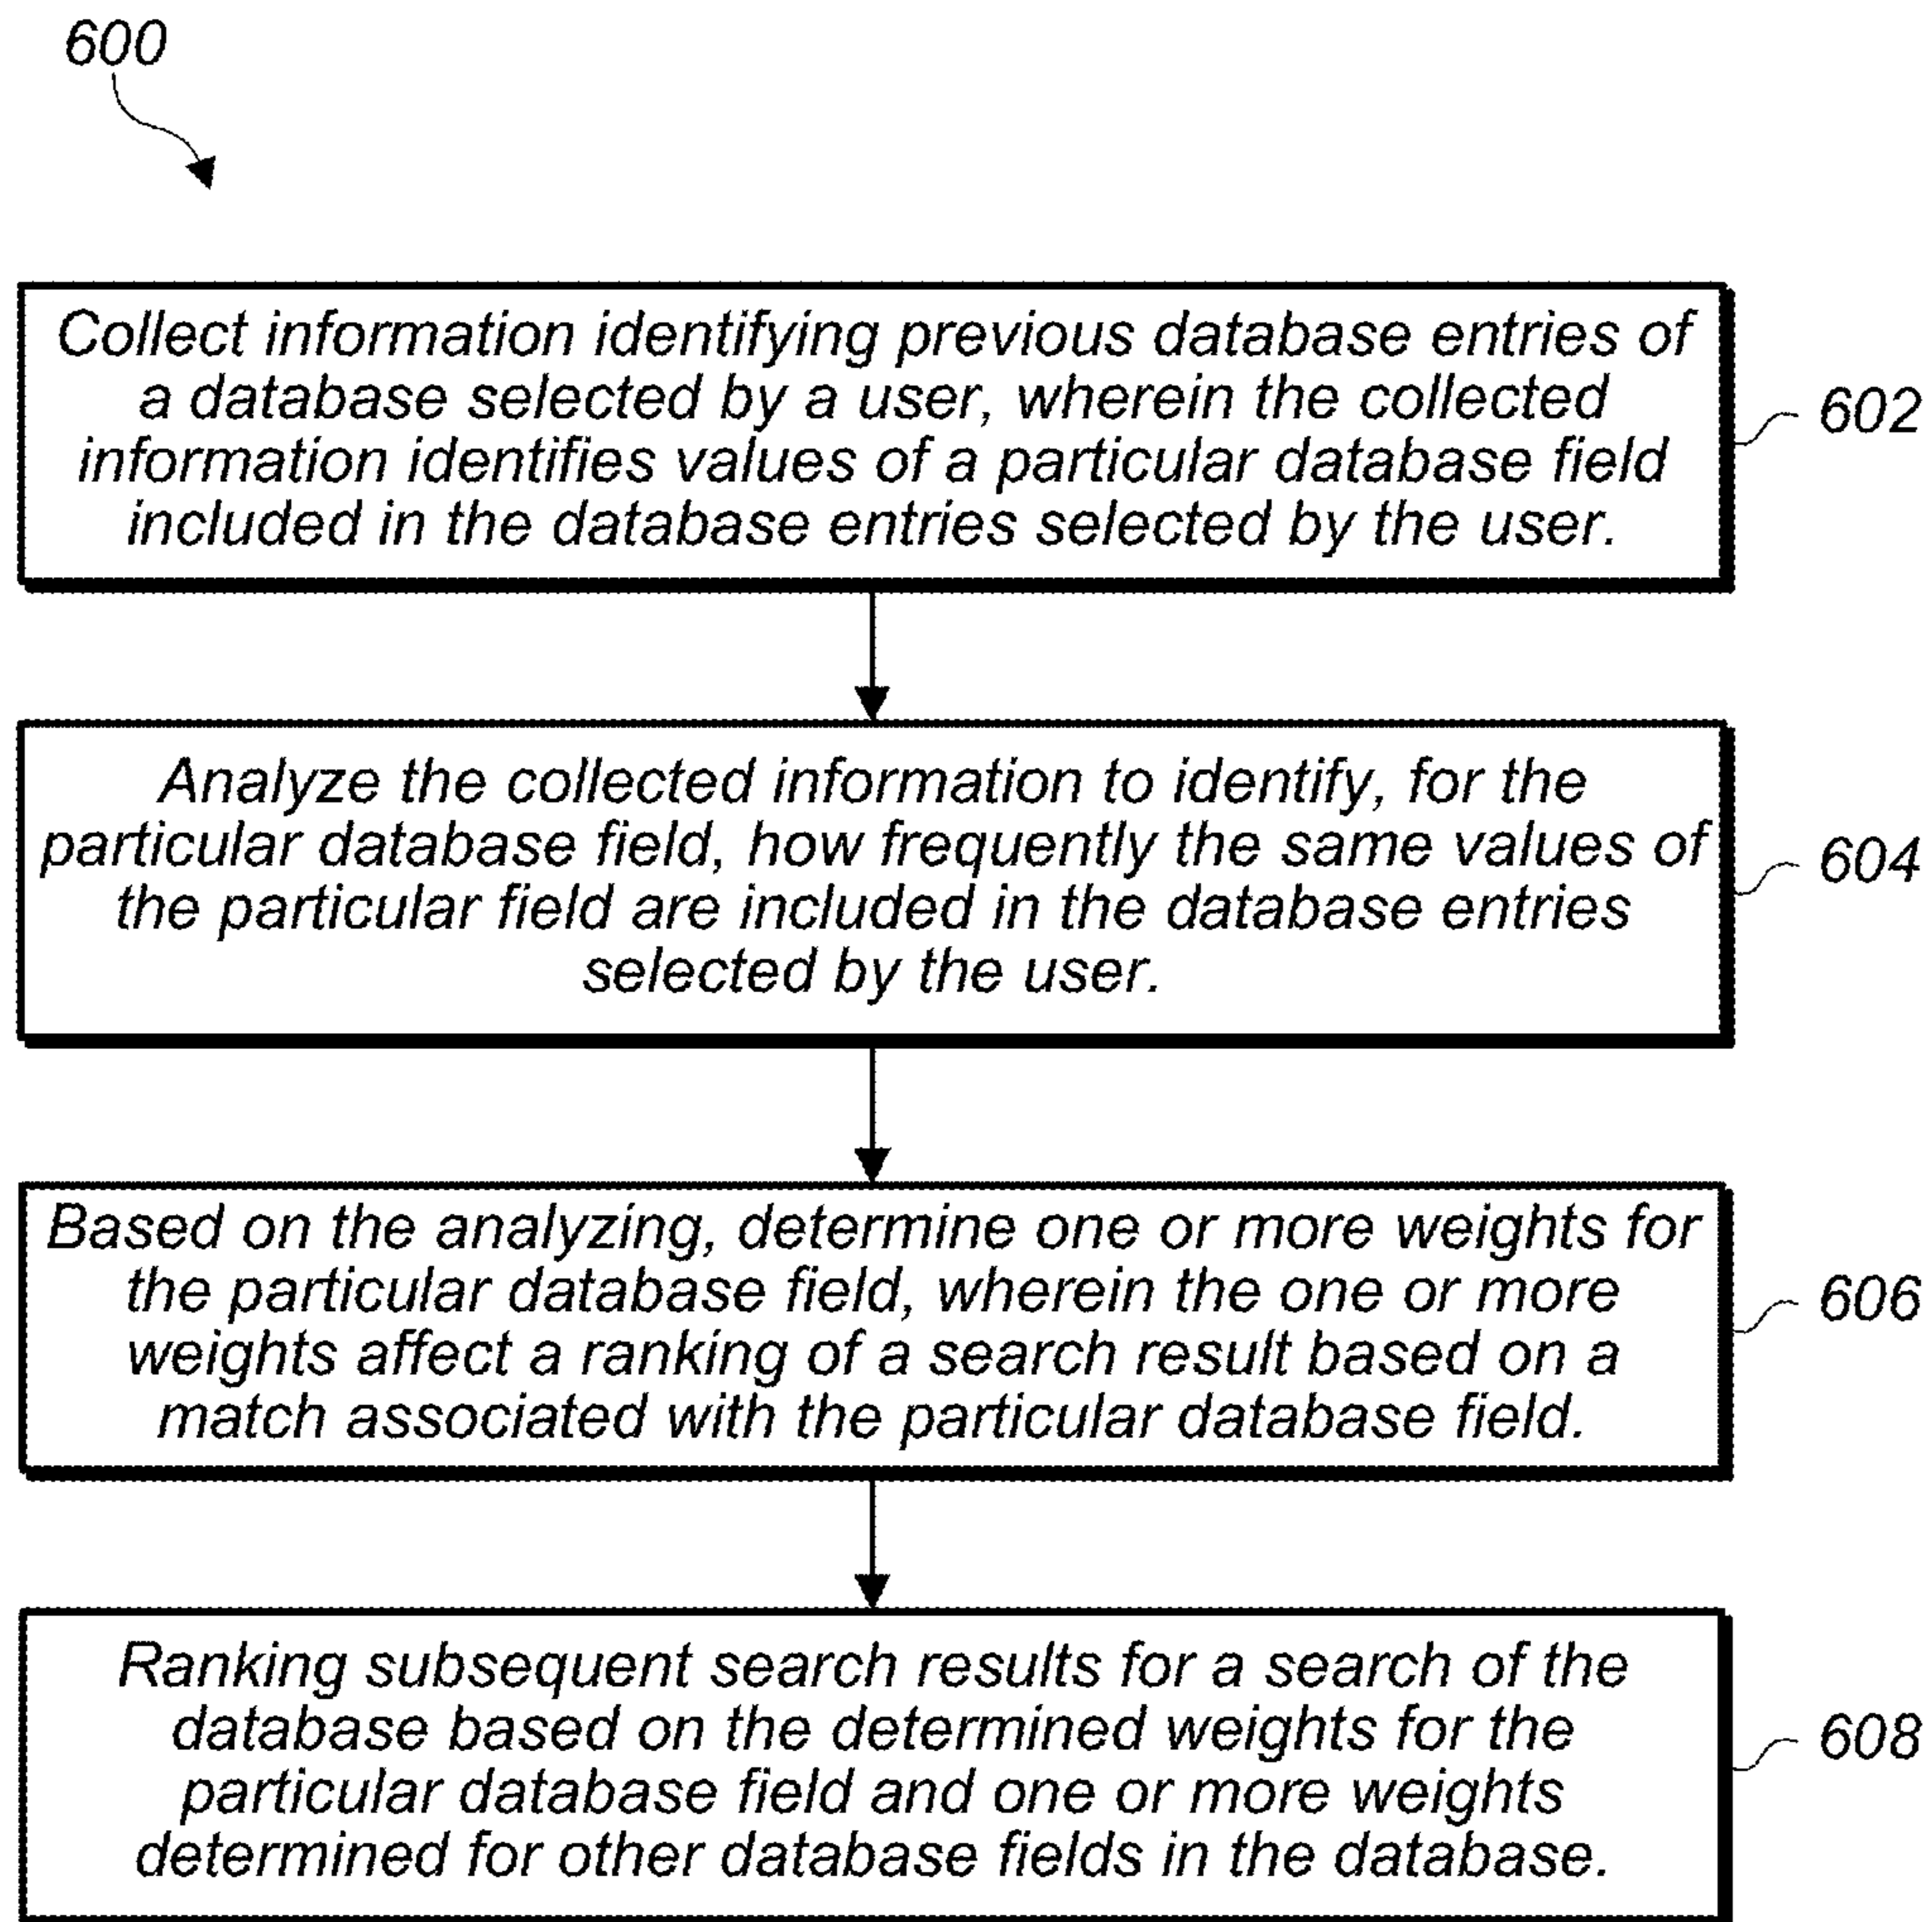 600
Collect information identifying previous database entries of
a database selected by a user, wherein the collected
information identifies values of a particular database field
included in the database entries selected by the user.
602
Analyze the collected information to identify, for the
particular database field, how frequently the same values of
the particular field are included in the database entries
selected by the user.
604
Based on the analyzing, determine one or more weights for
the particular database field, wherein the one or more
weights affect a ranking of a search result based on a
match associated with the particular database field.
606
Ranking subsequent search results for a search of the
database based on the determined weights for the
particular database field and one or more weights
determined for other database fields in the database.
608